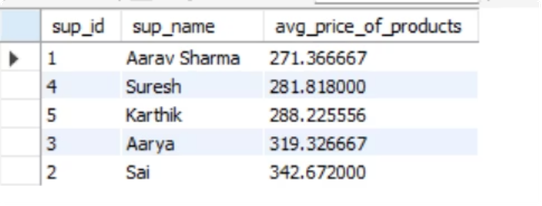 sup_id sup_name avg_price_of_products
1 Aarav Sharma 271.366667
4 Suresh 281.818000
5 Karthik 288.225556
3 Aarya 319.326667
2 Sai 342.672000